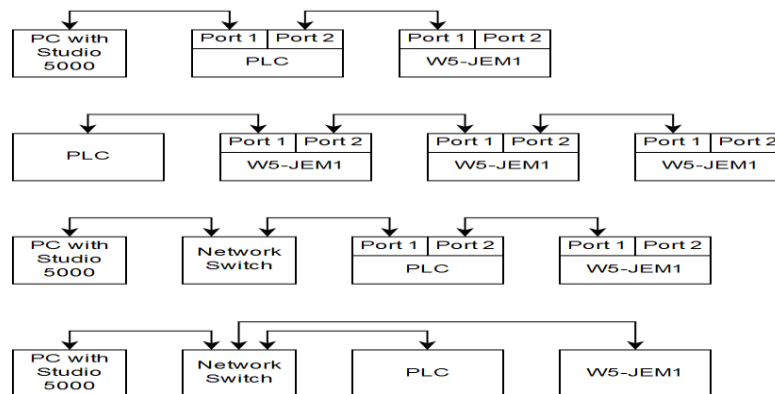 PC with Studio 5000
Port 1 Port 2
PLC
Port 1 Port 2
W5-JEM1
PLC
Port 1 Port 2
W5-JEM1
Port 1 Port 2
W5-JEM1
Port 1 Port 2
W5-JEM1
PC with Studio 5000
Network Switch
Port 1 Port 2
PLC
Port 1 Port 2
W5-JEM1
PC with Studio 5000
Network Switch
PLC
W5-JEM1